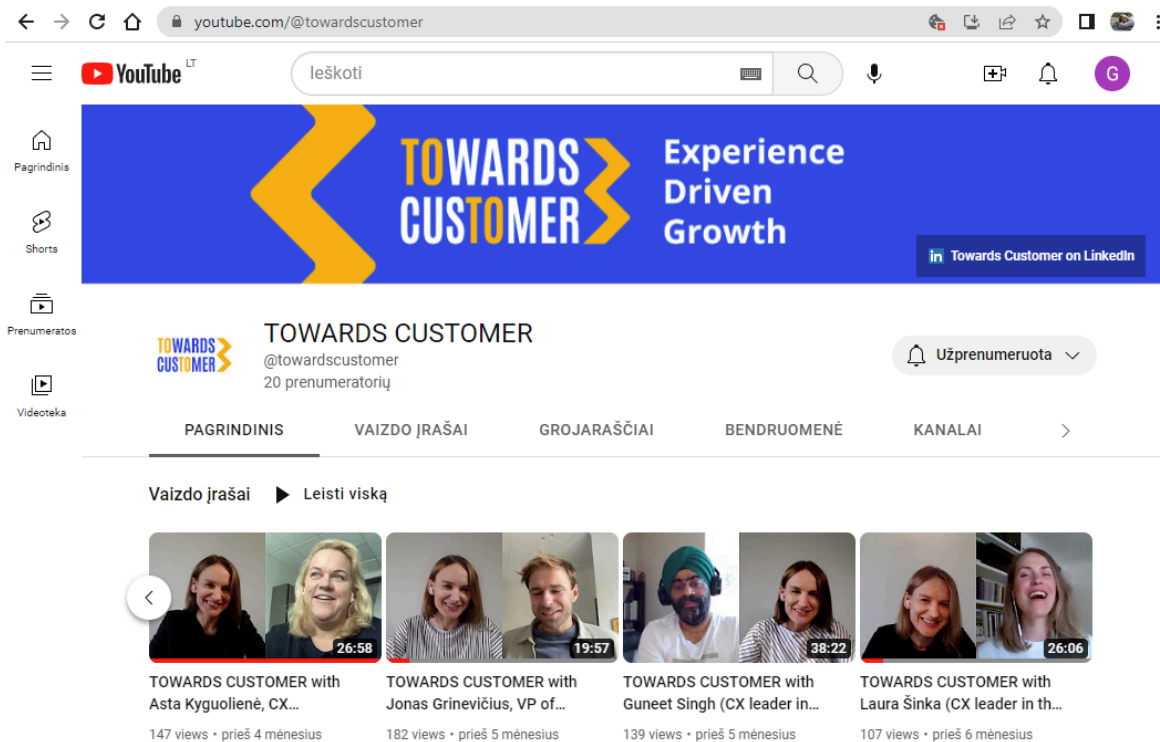 youtube.com/@towardscustomer
YouTube LT
Ieškoti
G
Pagrindinis
Shorts
Prenumeratos
Videoteka
TOWARDS
CUSTOMER
Experience
Driven
Growth
in Towards Customer on LinkedIn
TOWARDS
CUSTOMER
TOWARDS CUSTOMER
@towardscustomer
20 prenumeratorių
Užprenumeruota
PAGRINDINIS VAIZDO ĮRAŠAI GROJARAŠČIAI BENDRUOMENĖ KANALAI
Vaizdo įrašai Leisti viską
26:58 19:57 38:22 26:06
TOWARDS CUSTOMER with
Asta Kyguolienė, CX...
147 views • prieš 4 mėnesius
TOWARDS CUSTOMER with
Jonas Grinevičius, VP of...
182 views • prieš 5 mėnesius
TOWARDS CUSTOMER with
Guneet Singh (CX leader in...
139 views • prieš 5 mėnesius
TOWARDS CUSTOMER with
Laura Šinka (CX leader in th...
107 views • prieš 6 mėnesius